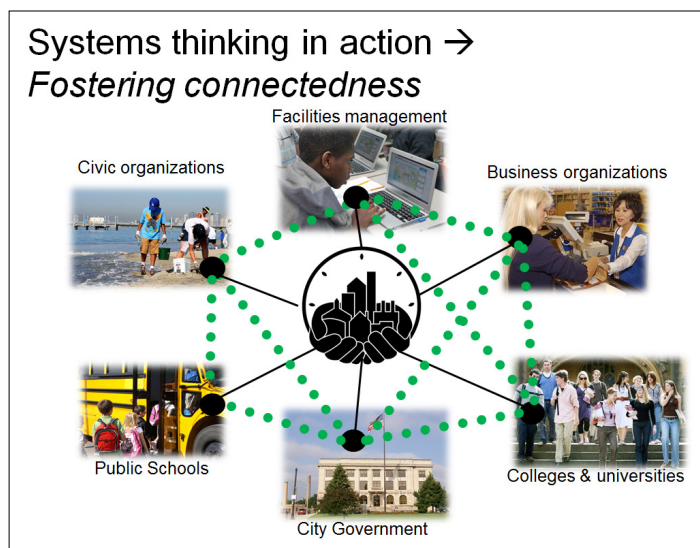 Systems thinking in action →
Fostering connectedness
Facilities management
Civic organizations
Business organizations
Public Schools
City Government
Colleges & universities